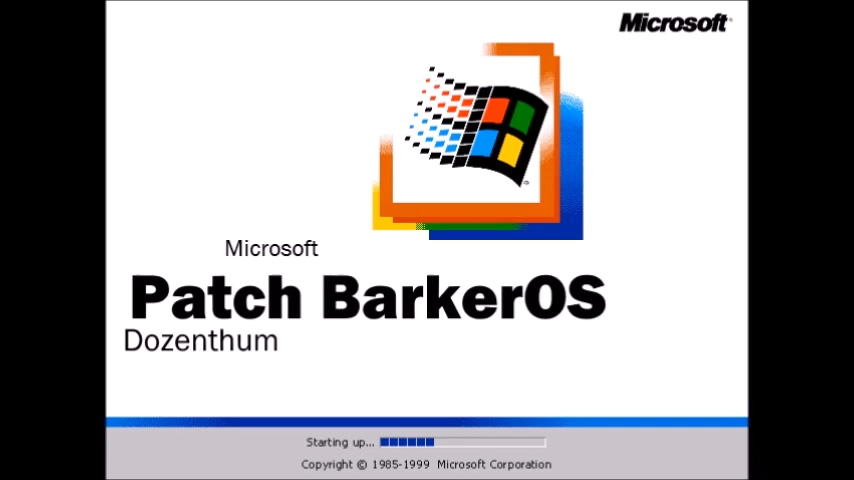 Microsoft
Microsoft
Patch BarkerOS
Dozenthum
Starting up...
Copyright © 1985-1999 Microsoft Corporation